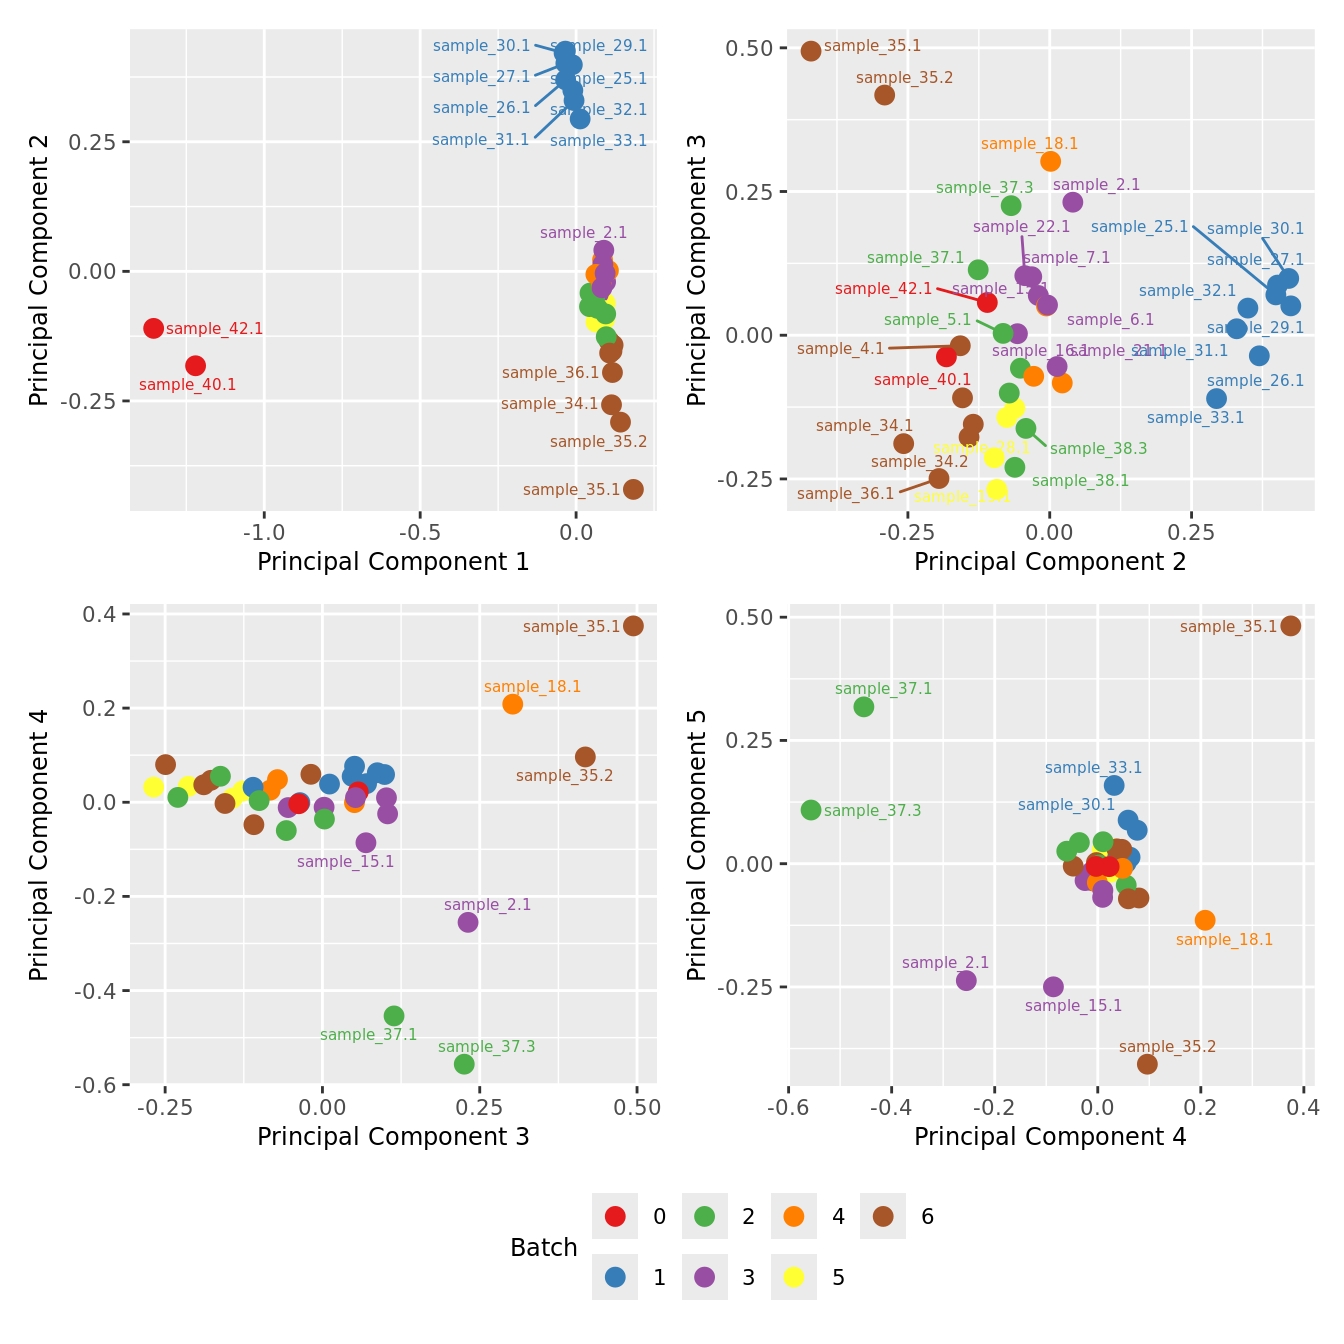 sample_30.1
sample_29.1
sample_27.1
sample_25.1
sample_26.1
sample_32.1
sample_31.1
sample_33.1
sample_2.1
sample_42.1
sample_40.1
sample_36.1
sample_34.1
sample_35.2
sample_35.1
0.25
0.00
-0.25
-1.0 -0.5 0.0
Principal Component 1
Principal Component 2
sample_35.1
sample_35.2
sample_18.1
sample_2.1
sample_37.3
sample_22.1
sample_25.1
sample_30.1
sample_37.1
sample_7.1
sample_27.1
sample_42.1
sample_32.1
sample_5.1
sample_6.1
sample_29.1
sample_4.1
sample_16.1
sample_21.1
sample_31.1
sample_40.1
sample_26.1
sample_33.1
sample_34.1
sample_38.3
sample_34.2
sample_38.1
sample_36.1
0.50
0.25
0.00
-0.25
-0.25 0.00 0.25
Principal Component 2
Principal Component 3
sample_35.1
sample_18.1
sample_35.2
sample_15.1
sample_2.1
sample_37.1
sample_37.3
0.4
0.2
0.0
-0.2
-0.4
-0.6
-0.25 0.00 0.25 0.50
Principal Component 3
Principal Component 4
sample_35.1
sample_37.1
sample_33.1
sample_30.1
sample_37.3
sample_18.1
sample_2.1
sample_15.1
sample_35.2
0.50
0.25
0.00
-0.25
-0.6 -0.4 -0.2 0.0 0.2 0.4
Principal Component 4
Principal Component 5
Batch
0 2 4 6
1 3 5